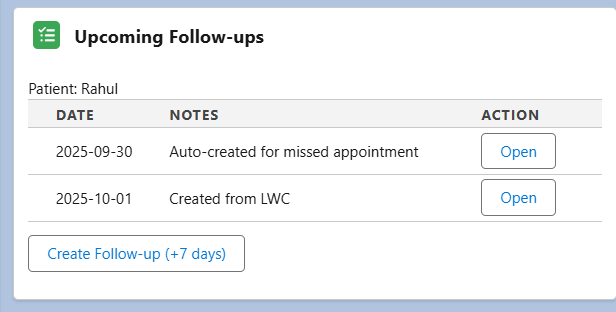 Upcoming Follow-ups
Patient: Rahul
DATE NOTES ACTION
2025-09-30 Auto-created for missed appointment Open
2025-10-01 Created from LWC Open
Create Follow-up (+7 days)